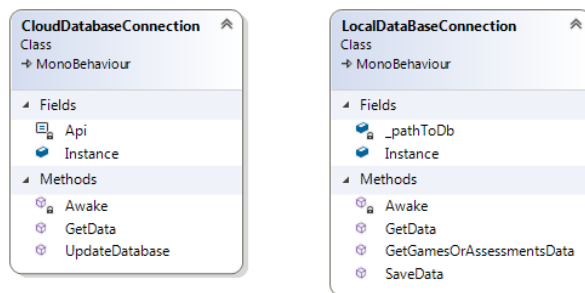 CloudDatabaseConnection
Class
MonoBehaviour
Fields
Api
Instance
Methods
Awake
GetData
UpdateDatabase
LocalDataBaseConnection
Class
MonoBehaviour
Fields
_pathToDb
Instance
Methods
Awake
GetData
GetGamesOrAssessmentsData
SaveData